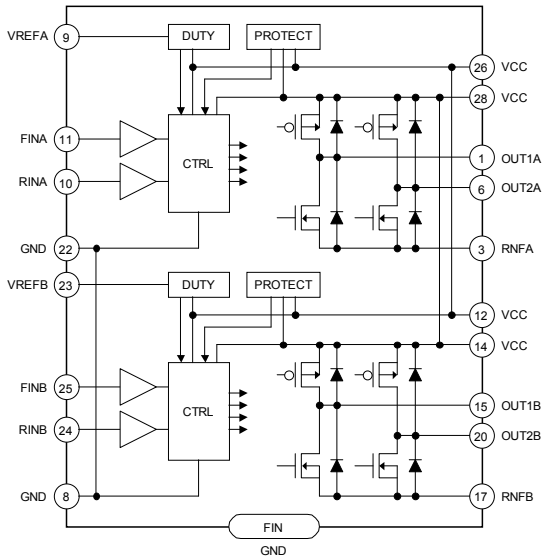 VREFA 9 DUTY PROTECT
26 VCC
28 VCC
FINA 11
CTRL
1 OUT1A
RINA 10
6 OUT2A
GND 22
3 RNFA
VREFB 23 DUTY PROTECT
12 VCC
14 VCC
FINB 25
CTRL
15 OUT1B
RINB 24
20 OUT2B
GND 8
17 RNFB
FIN
GND